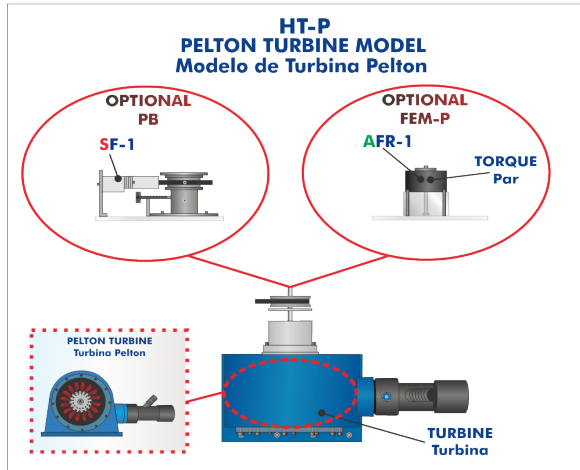 HT-P
PELTON TURBINE MODEL
Modelo de Turbina Pelton
OPTIONAL
PB
SF-1
OPTIONAL
FEM-P
AFR-1
TORQUE
Par
PELTON TURBINE
Turbina Pelton
TURBINE
Turbina